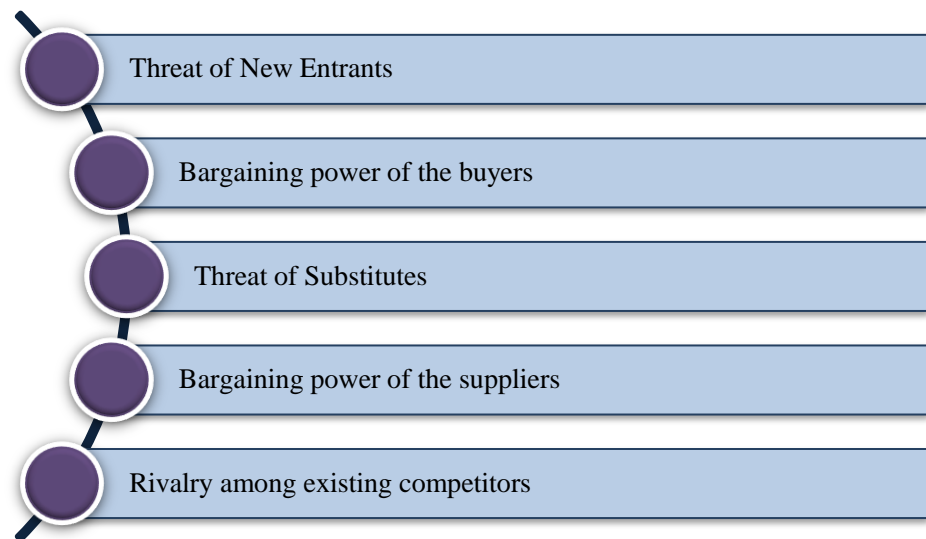 Threat of New Entrants
Bargaining power of the buyers
Threat of Substitutes
Bargaining power of the suppliers
Rivalry among existing competitors